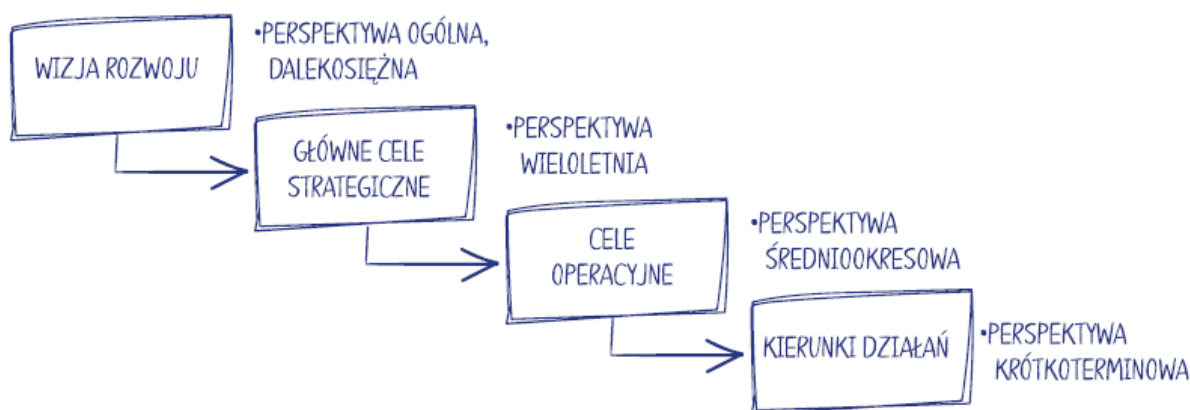 WIZJA ROZWOJU
•PERSPEKTYWA OGÓLNA,
DALEKOSIĘŻNA
GŁÓWNE CELE
STRATEGICZNE
•PERSPEKTYWA
WIELOLETNIA
CELE
OPERACYJNE
•PERSPEKTYWA
ŚREDNIOOKRESOWA
KIERUNKI DZIAŁAŃ
•PERSPEKTYWA
KRÓTKOTERMINOWA